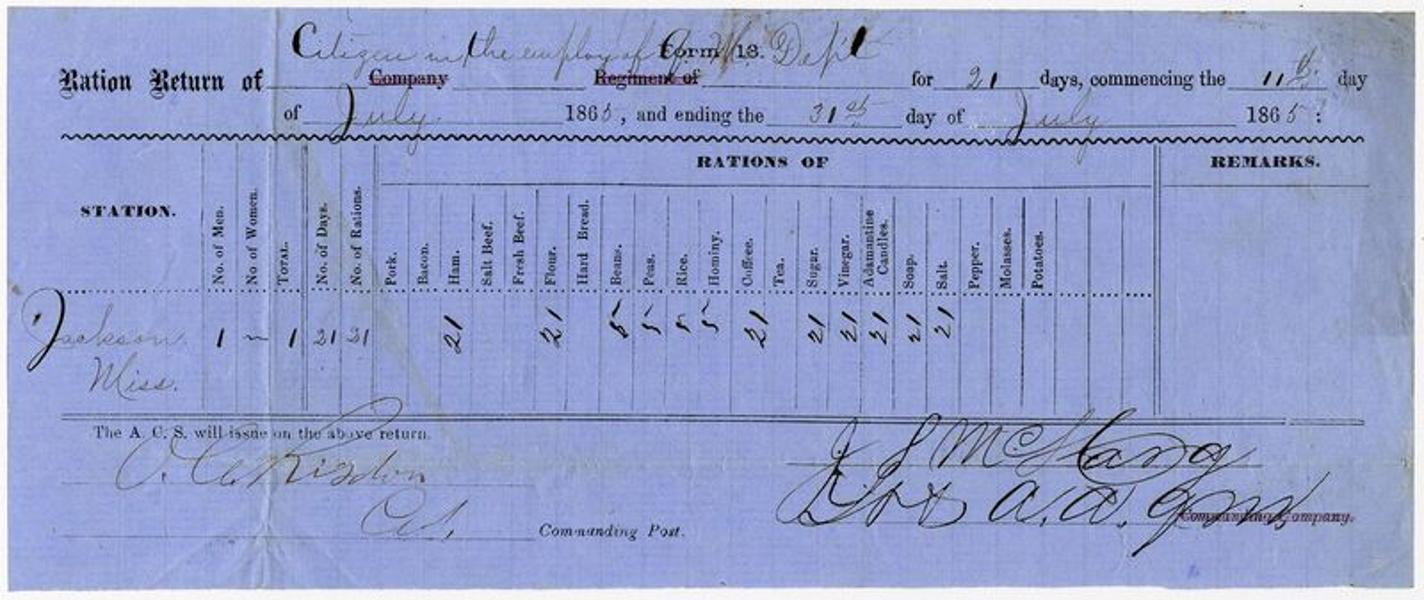 Form 13.
Citizen in the employ of Q. M. Dep't
Ration Return of Company Regiment of for 21 days, commencing the 11th day
of July 1865, and ending the 31st day of July 1865:
STATION. No. of Men. No of Women. TOTAL. No. of Days. No. of Rations. RATIONS OF REMARKS.
Pork. Bacon. Ham. Salt Beef. Fresh Beef. Flour. Hard Bread. Beans. Peas. Rice. Hominy. Coffee. Tea. Sugar. Vinegar. Adamantine Candles. Soap. Salt. Pepper. Molasses. Potatoes.
Jackson 1 ~ 1 21 21 21 21 5 5 5 5 21 21 21 21 21 21
Miss.
The A. C. S. will issue on the above return.
Risdon
Col, Commanding Post.
J S
A. A. Q M
Commanding Company.